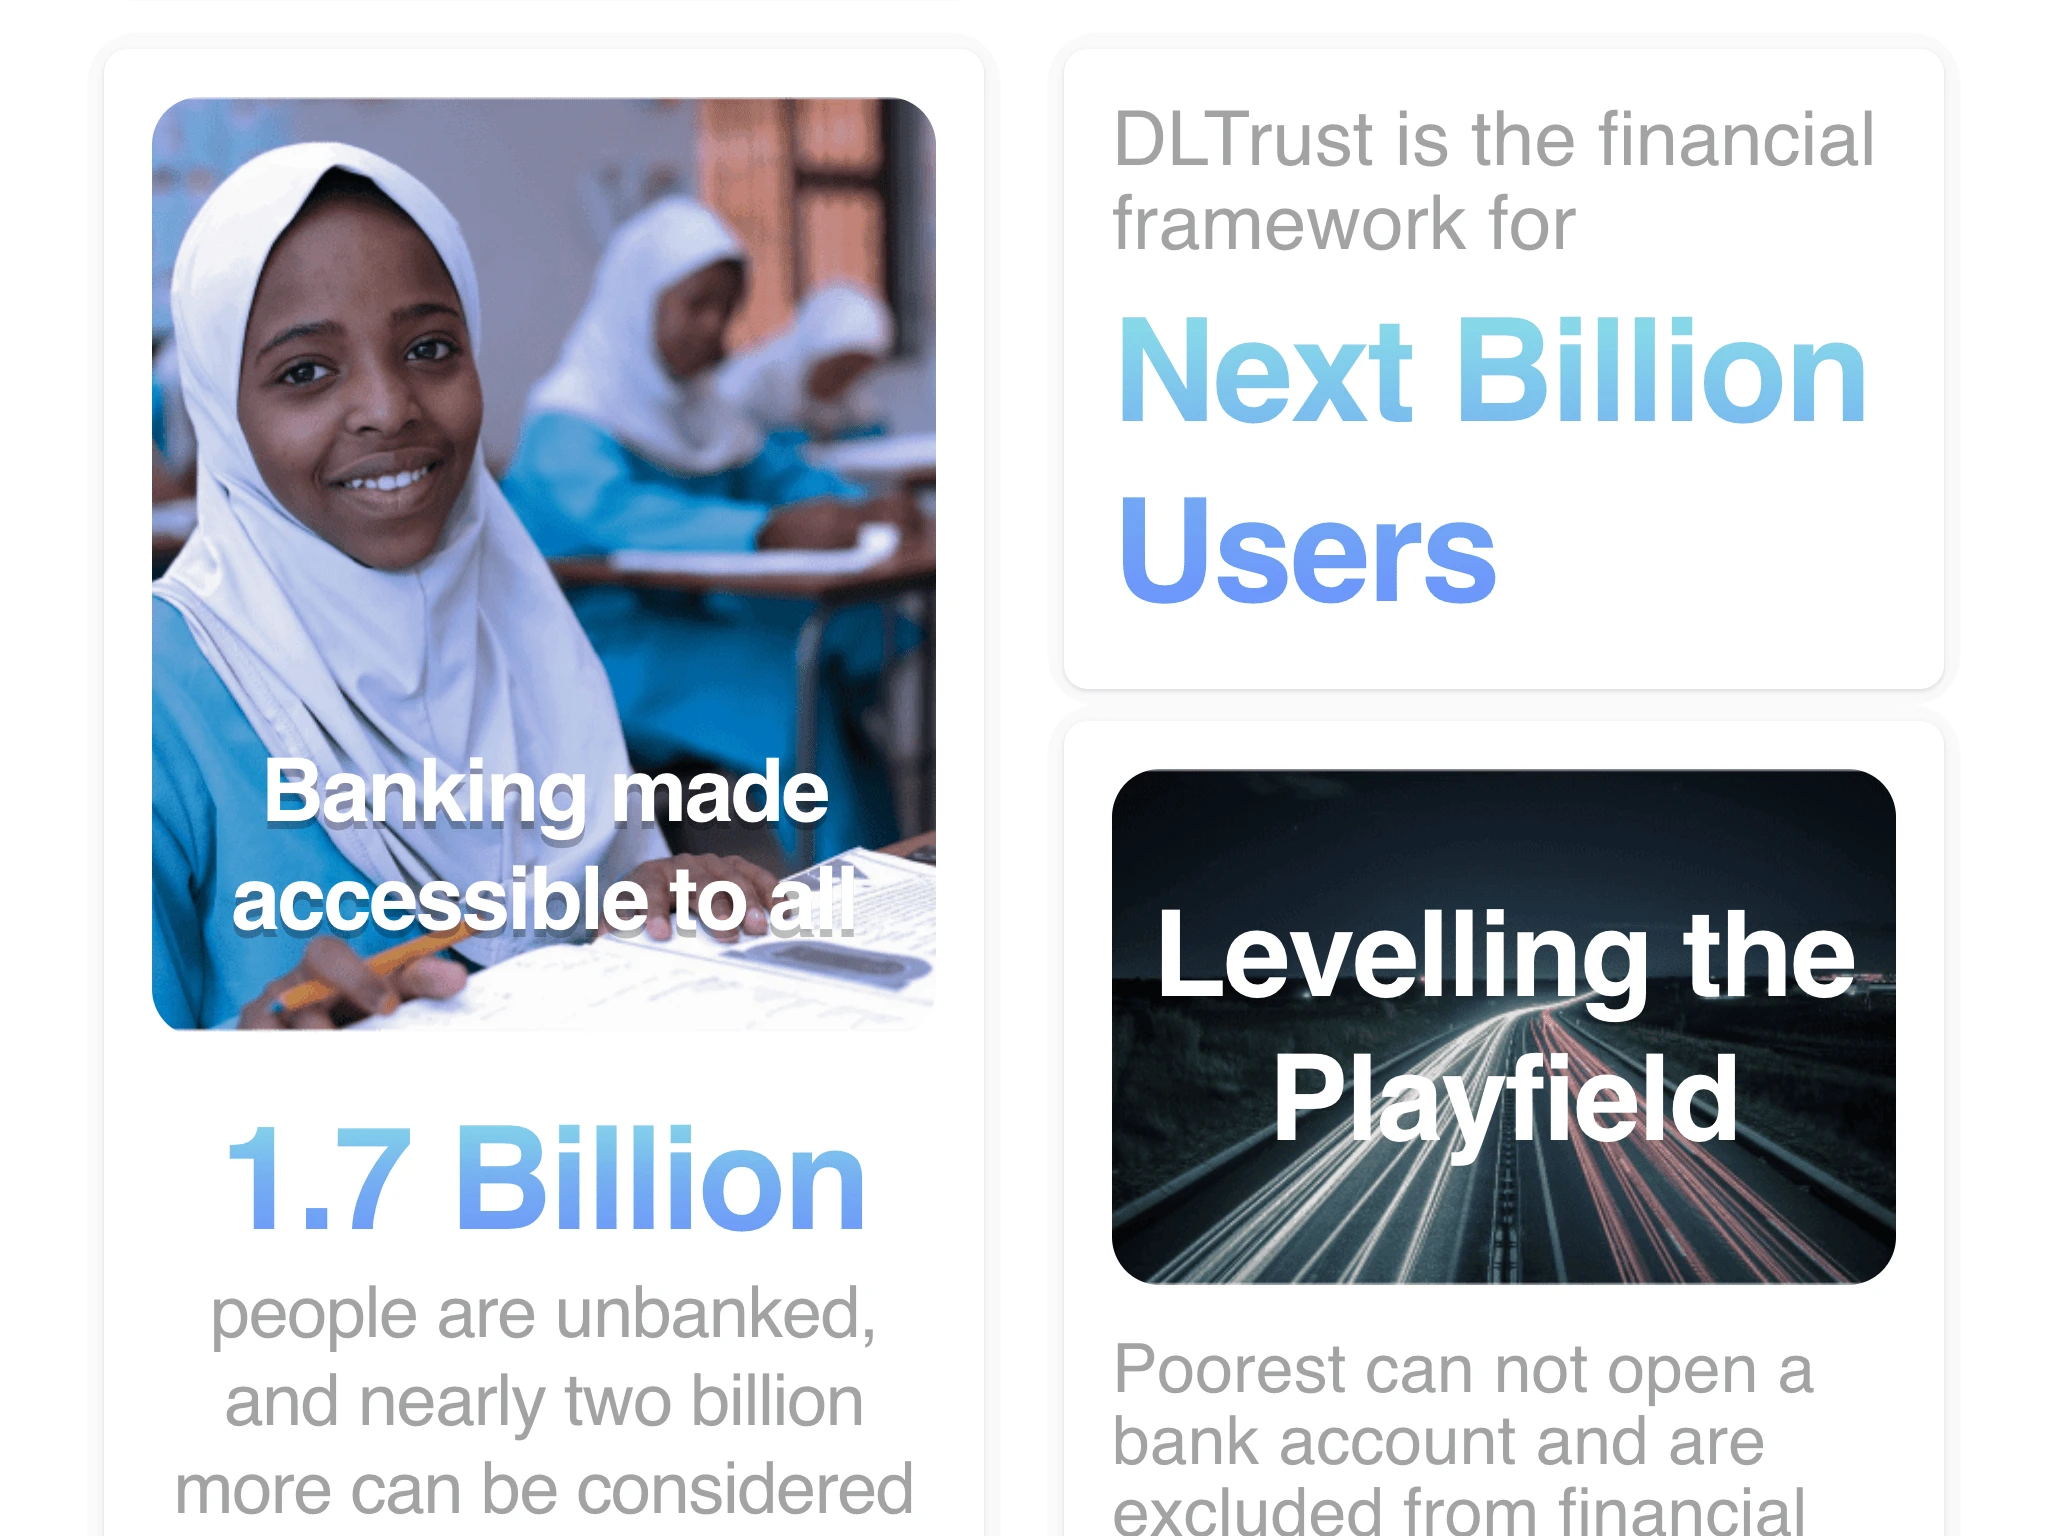 Banking made
accessible to all
1.7 Billion
people are unbanked,
and nearly two billion
more can be considered
DLTrust is the financial
framework for
Next Billion
Users
Levelling the
Playfield
Poorest can not open a
bank account and are
excluded from financial